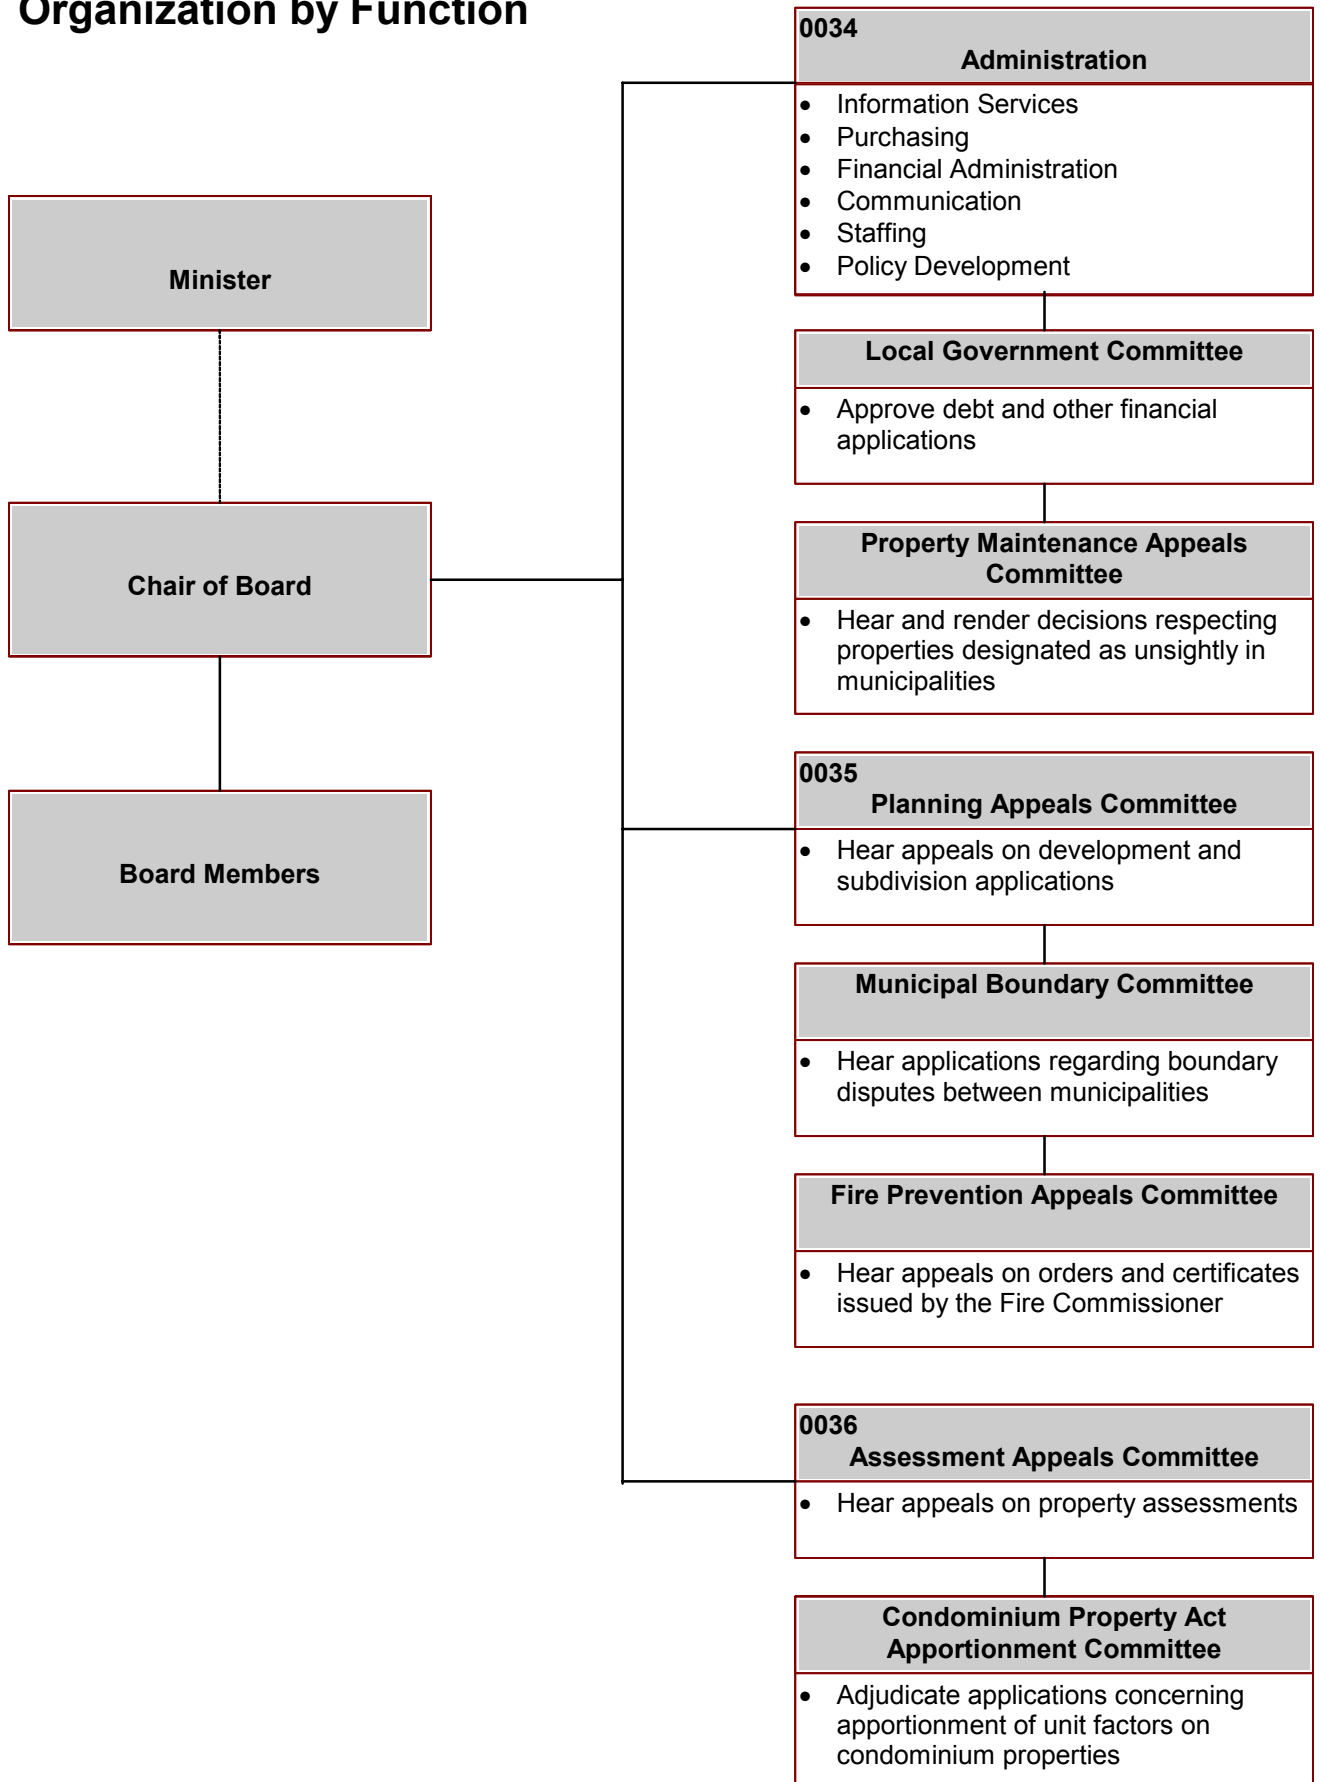 Organization by Function
Minister
Chair of Board
Board Members
0034
Administration
• Information Services
• Purchasing
• Financial Administration
• Communication
• Staffing
• Policy Development
Local Government Committee
• Approve debt and other financial
applications
Property Maintenance Appeals
Committee
• Hear and render decisions respecting
properties designated as unsightly in
municipalities
0035
Planning Appeals Committee
• Hear appeals on development and
subdivision applications
Municipal Boundary Committee
• Hear applications regarding boundary
disputes between municipalities
Fire Prevention Appeals Committee
• Hear appeals on orders and certificates
issued by the Fire Commissioner
0036
Assessment Appeals Committee
• Hear appeals on property assessments
Condominium Property Act
Apportionment Committee
• Adjudicate applications concerning
apportionment of unit factors on
condominium properties